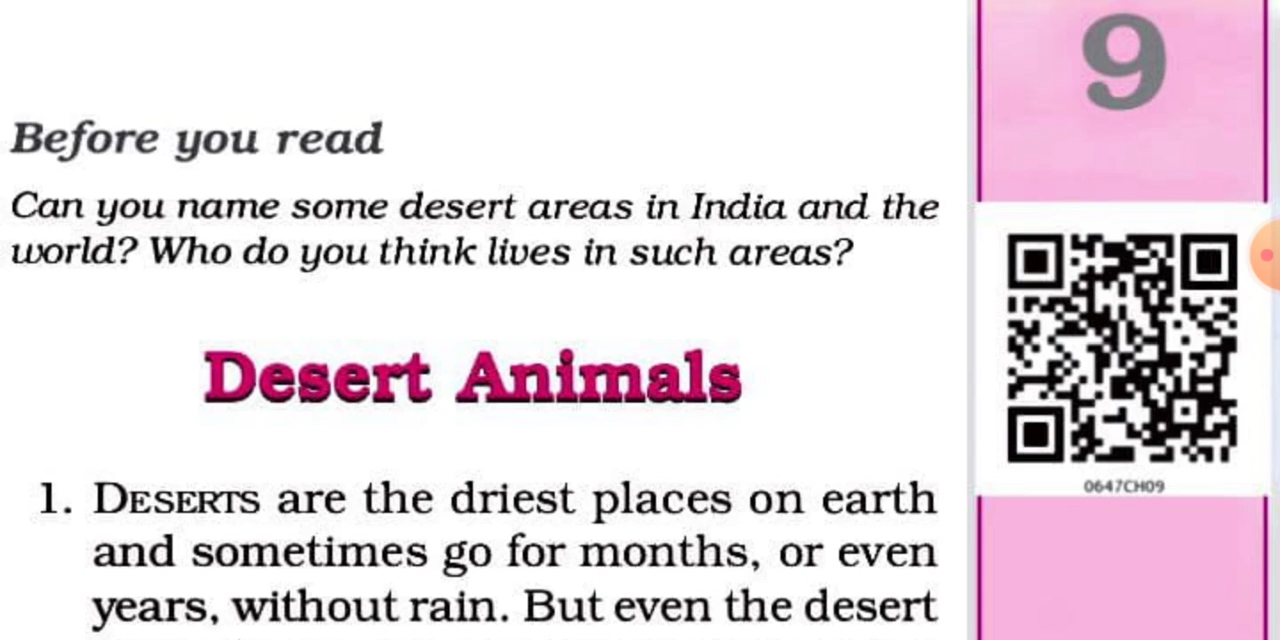 9
Before you read
Can you name some desert areas in India and the
world? Who do you think lives in such areas?
Desert Animals
0647CH09
1. DESERTS are the driest places on earth
and sometimes go for months, or even
years, without rain. But even the desert